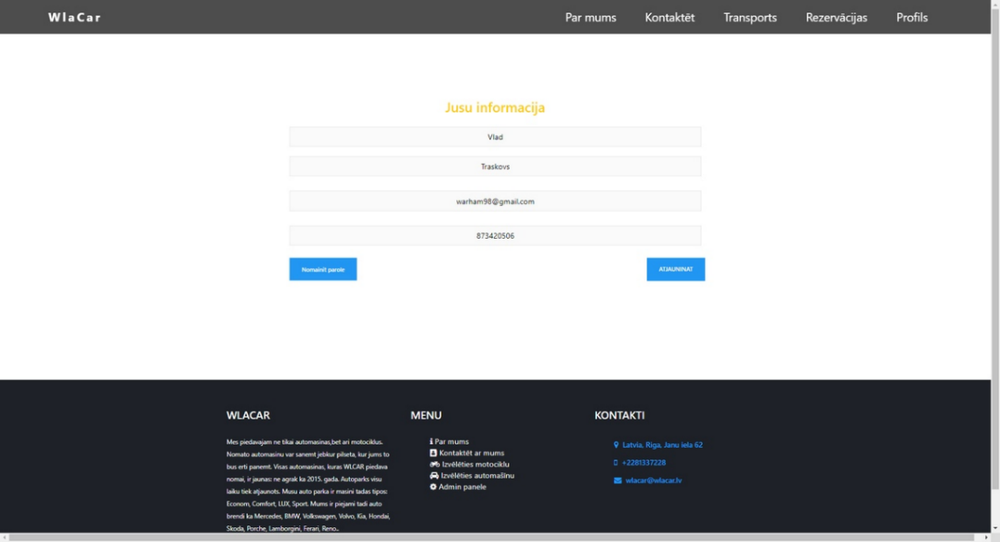 WlaCar
Par mums
Kontaktēt
Transports
Rezervācijas
Profils
Jusu informacija
Vlad
Traskovs
warham98@gmail.com
873420506
Nomainit parole
ATJAUNINAT
WLACAR
Mes piedavajam ne tikai automasinas,bet ari motociklus.
Nomato automasinu var sanemt jebkur pilseta, kur jums to
bus erti panemt. Visas automasinas, kuras WLCAR piedava
nomai, ir jaunas: ne agrak ka 2015. gada. Autoparks visu
laiku tiek atjaunots. Musu auto parka ir masini tadas tipos:
Econom, Comfort, LUX, Sport. Mums ir piejami tadi auto
brendi ka Mercedes, BMW, Volkswagen, Volvo, Kia, Hondai,
Skoda, Porche, Lamborgini, Ferari, Reno..
MENU
Par mums
Kontaktēt ar mums
Izvēlēties motociklu
Izvēlēties automašīnu
Admin panele
KONTAKTI
Latvia, Riga, Janu iela 62
+2281337228
wlacar@wlacar.lv